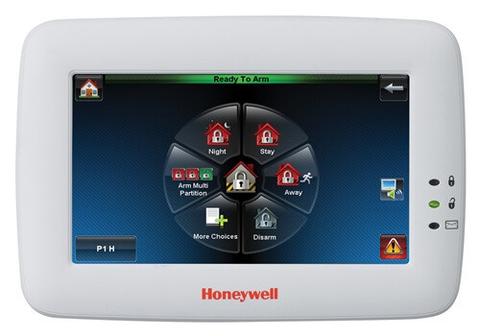 Ready To Arm
Night
Stay
Arm Multi
Partition
Away
More Choices
Disarm
P1 H
Honeywell